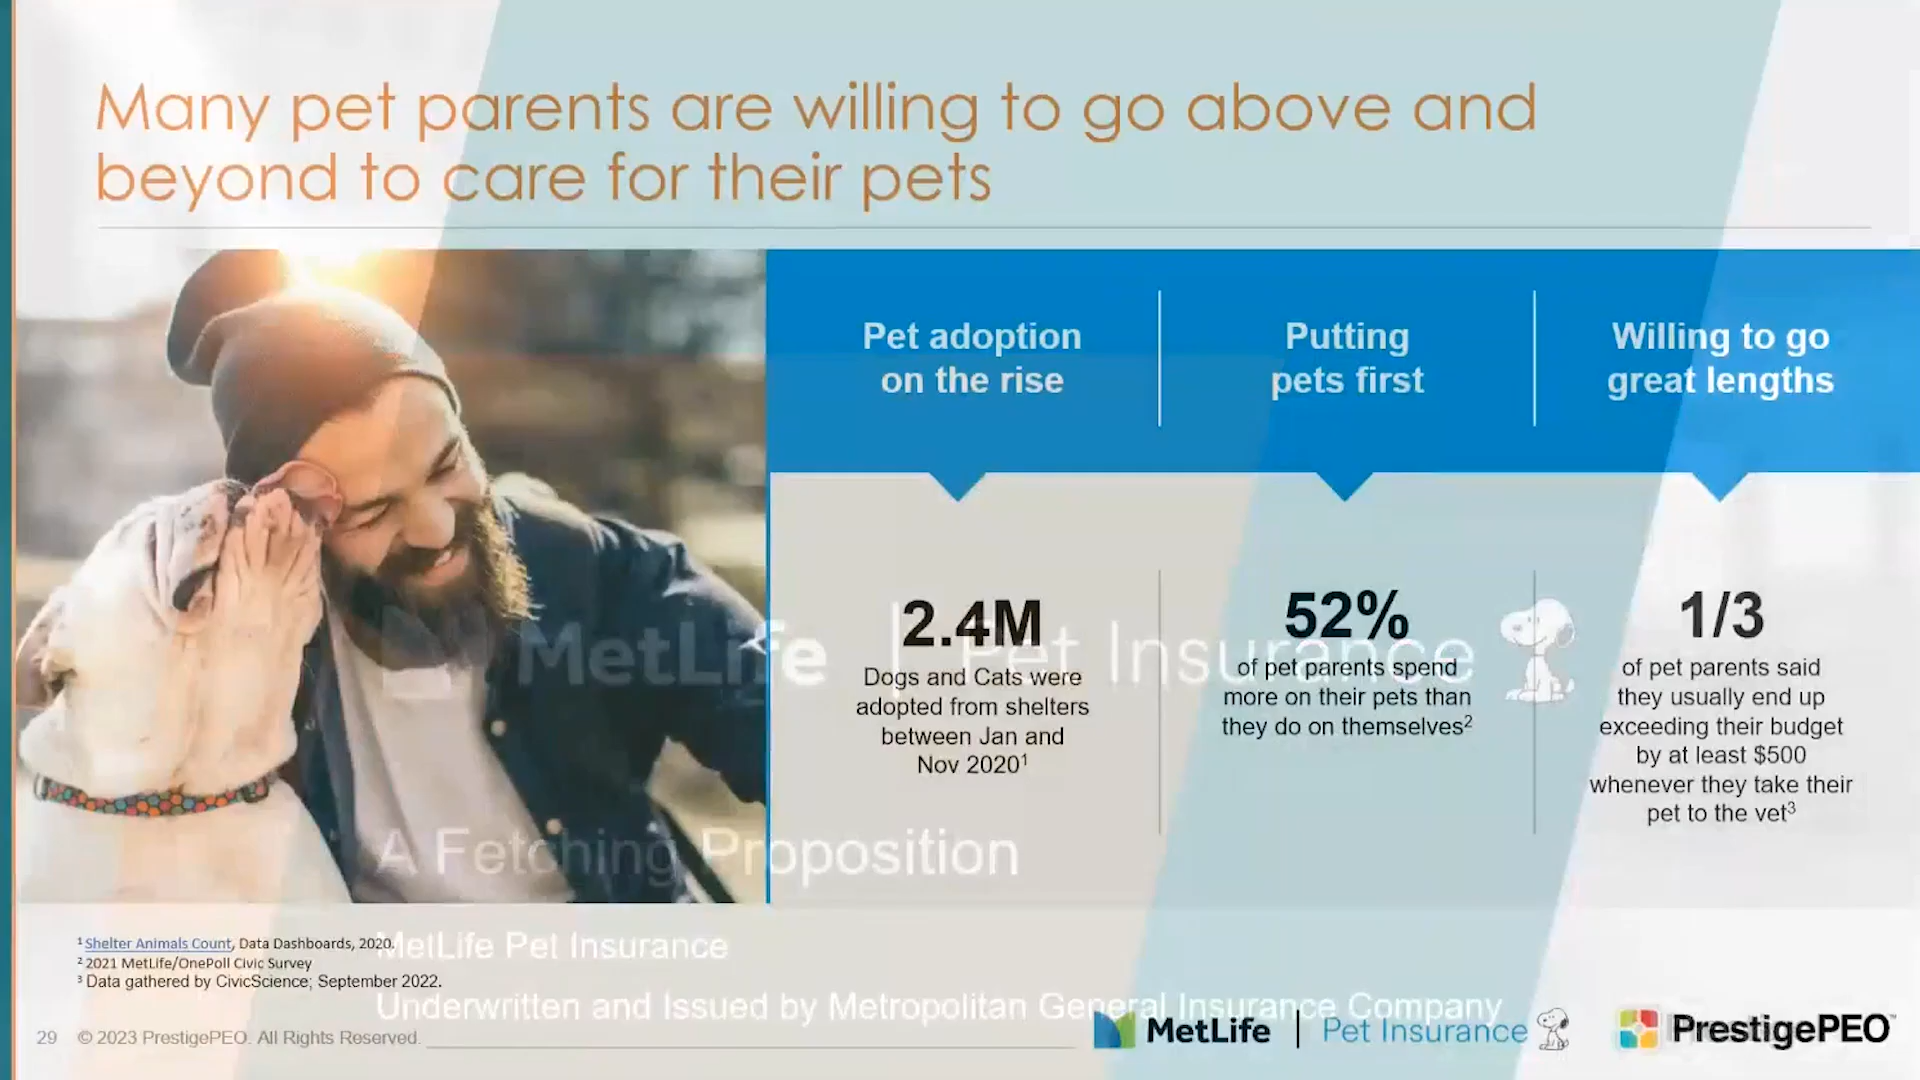 Many pet parents are willing to go above and
beyond to care for their pets
Pet adoption
on the rise
Putting
pets first
Willing to go
great lengths
2.4M
Dogs and Cats were
adopted from shelters
between Jan and
Nov 2020¹
52%
of pet parents spend
more on their pets than
they do on themselves²
1/3
of pet parents said
they usually end up
exceeding their budget
by at least $500
whenever they take their
pet to the vet³
MetLife | Pet Insurance
A Fetching Proposition
MetLife Pet Insurance
Underwritten and Issued by Metropolitan General Insurance Company
¹ Shelter Animals Count, Data Dashboards, 2020.
² 2021 MetLife/OnePoll Civic Survey
³ Data gathered by CivicScience; September 2022.
29 © 2023 PrestigePEO. All Rights Reserved.
MetLife | Pet Insurance
PrestigePEO™